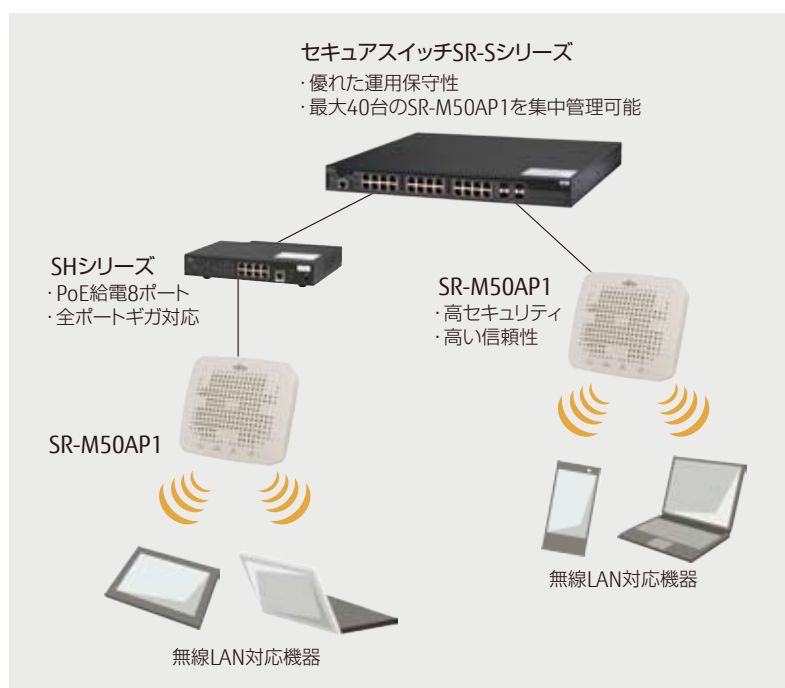 セキュアスイッチSR-Sシリーズ
・優れた運用保守性
・最大40台のSR-M50AP1を集中管理可能
SHシリーズ
・PoE給電8ポート
・全ポートギガ対応
SR-M50AP1
・高セキュリティ
・高い信頼性
SR-M50AP1
無線LAN対応機器
無線LAN対応機器